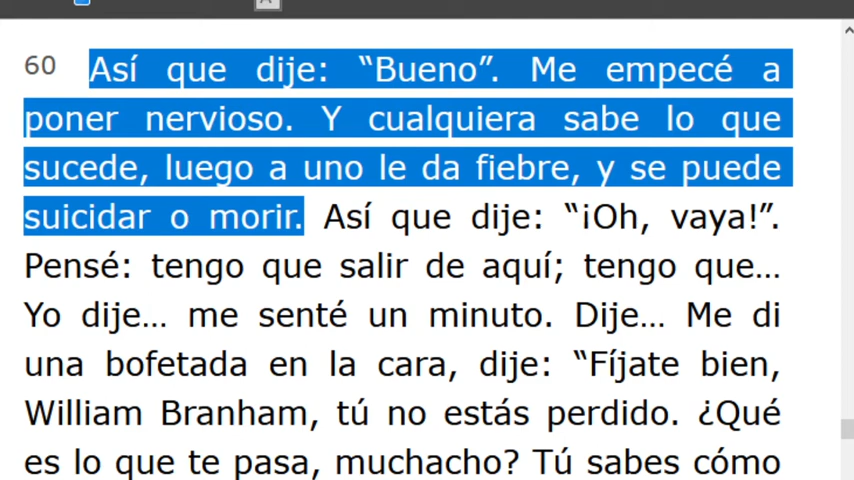 60 Así que dije: “Bueno”. Me empecé a
poner nervioso. Y cualquiera sabe lo que
sucede, luego a uno le da fiebre, y se puede
suicidar o morir. Así que dije: “¡Oh, vaya!”.
Pensé: tengo que salir de aquí; tengo que…
Yo dije… me senté un minuto. Dije… Me di
una bofetada en la cara, dije: “Fíjate bien,
William Branham, tú no estás perdido. ¿Qué
es lo que te pasa, muchacho? Tú sabes cómo